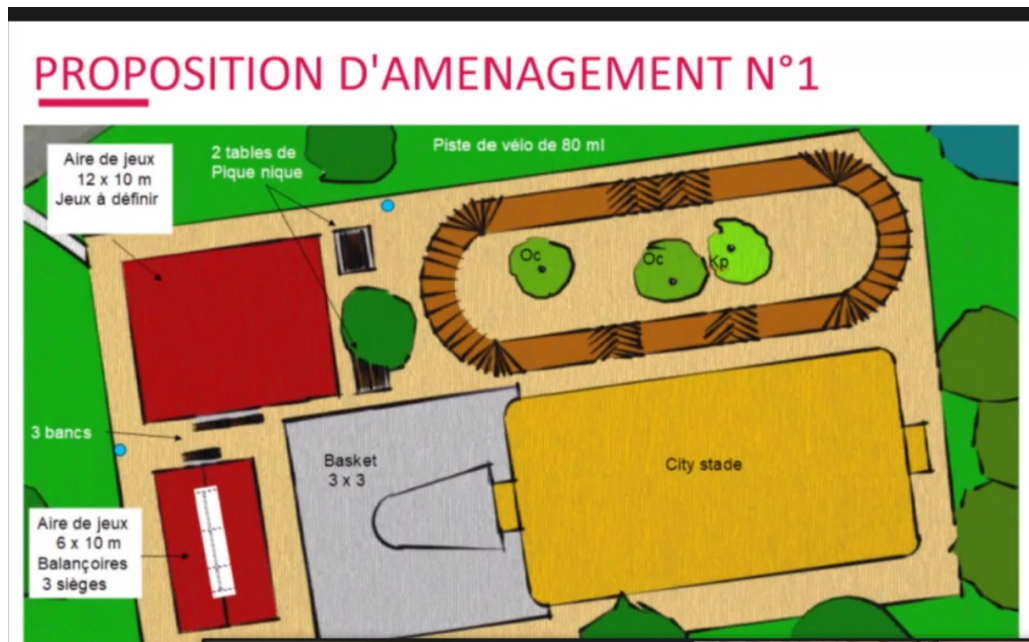 PROPOSITION D'AMENAGEMENT N°1
Aire de jeux
12 x 10 m
Jeux à définir
2 tables de
Pique nique
Piste de vélo de 80 ml
Oc
Oc
Kp
3 bancs
Basket
3 x 3
City stade
Aire de jeux
6 x 10 m
Balançoires
3 sièges